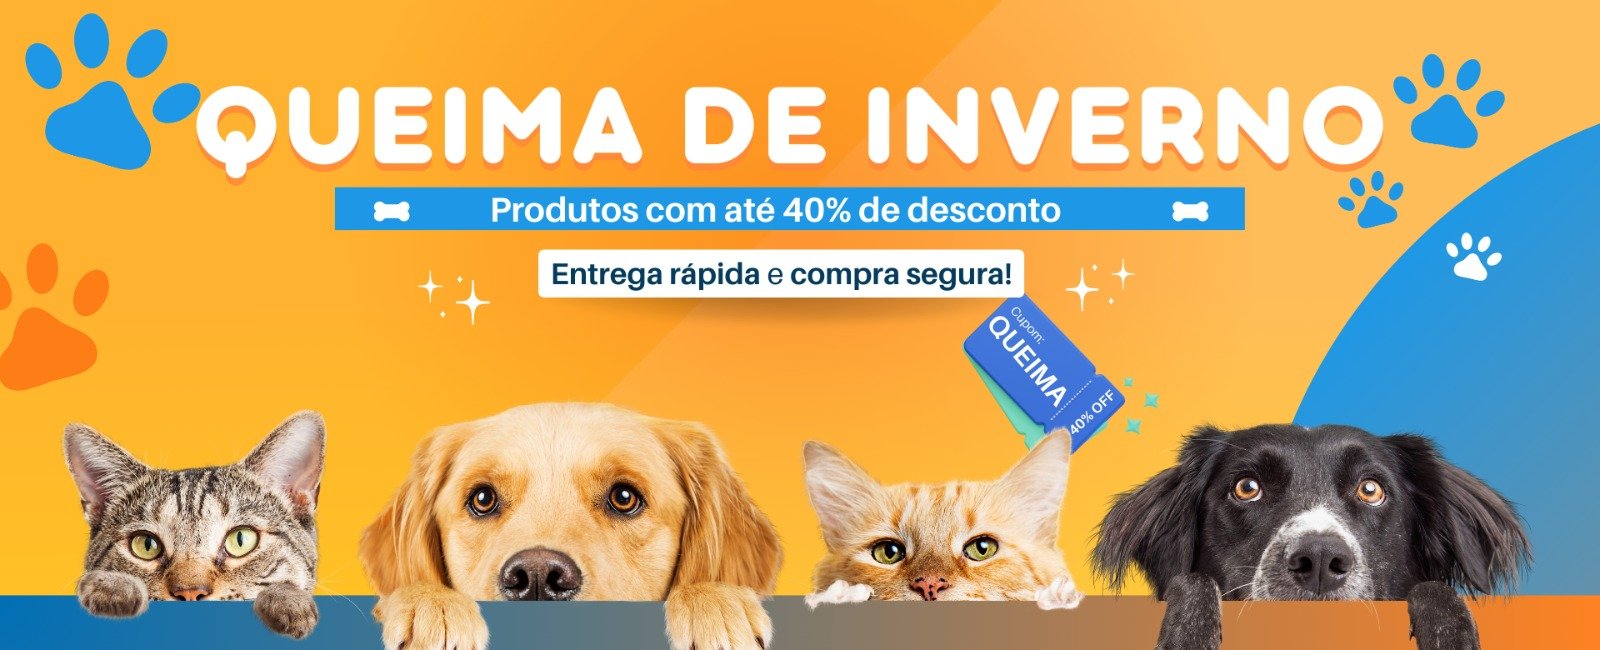 QUEIMA DE INVERNO
Produtos com até 40% de desconto
Entrega rápida e compra segura!
Cupom:
QUEIMA
40% OFF